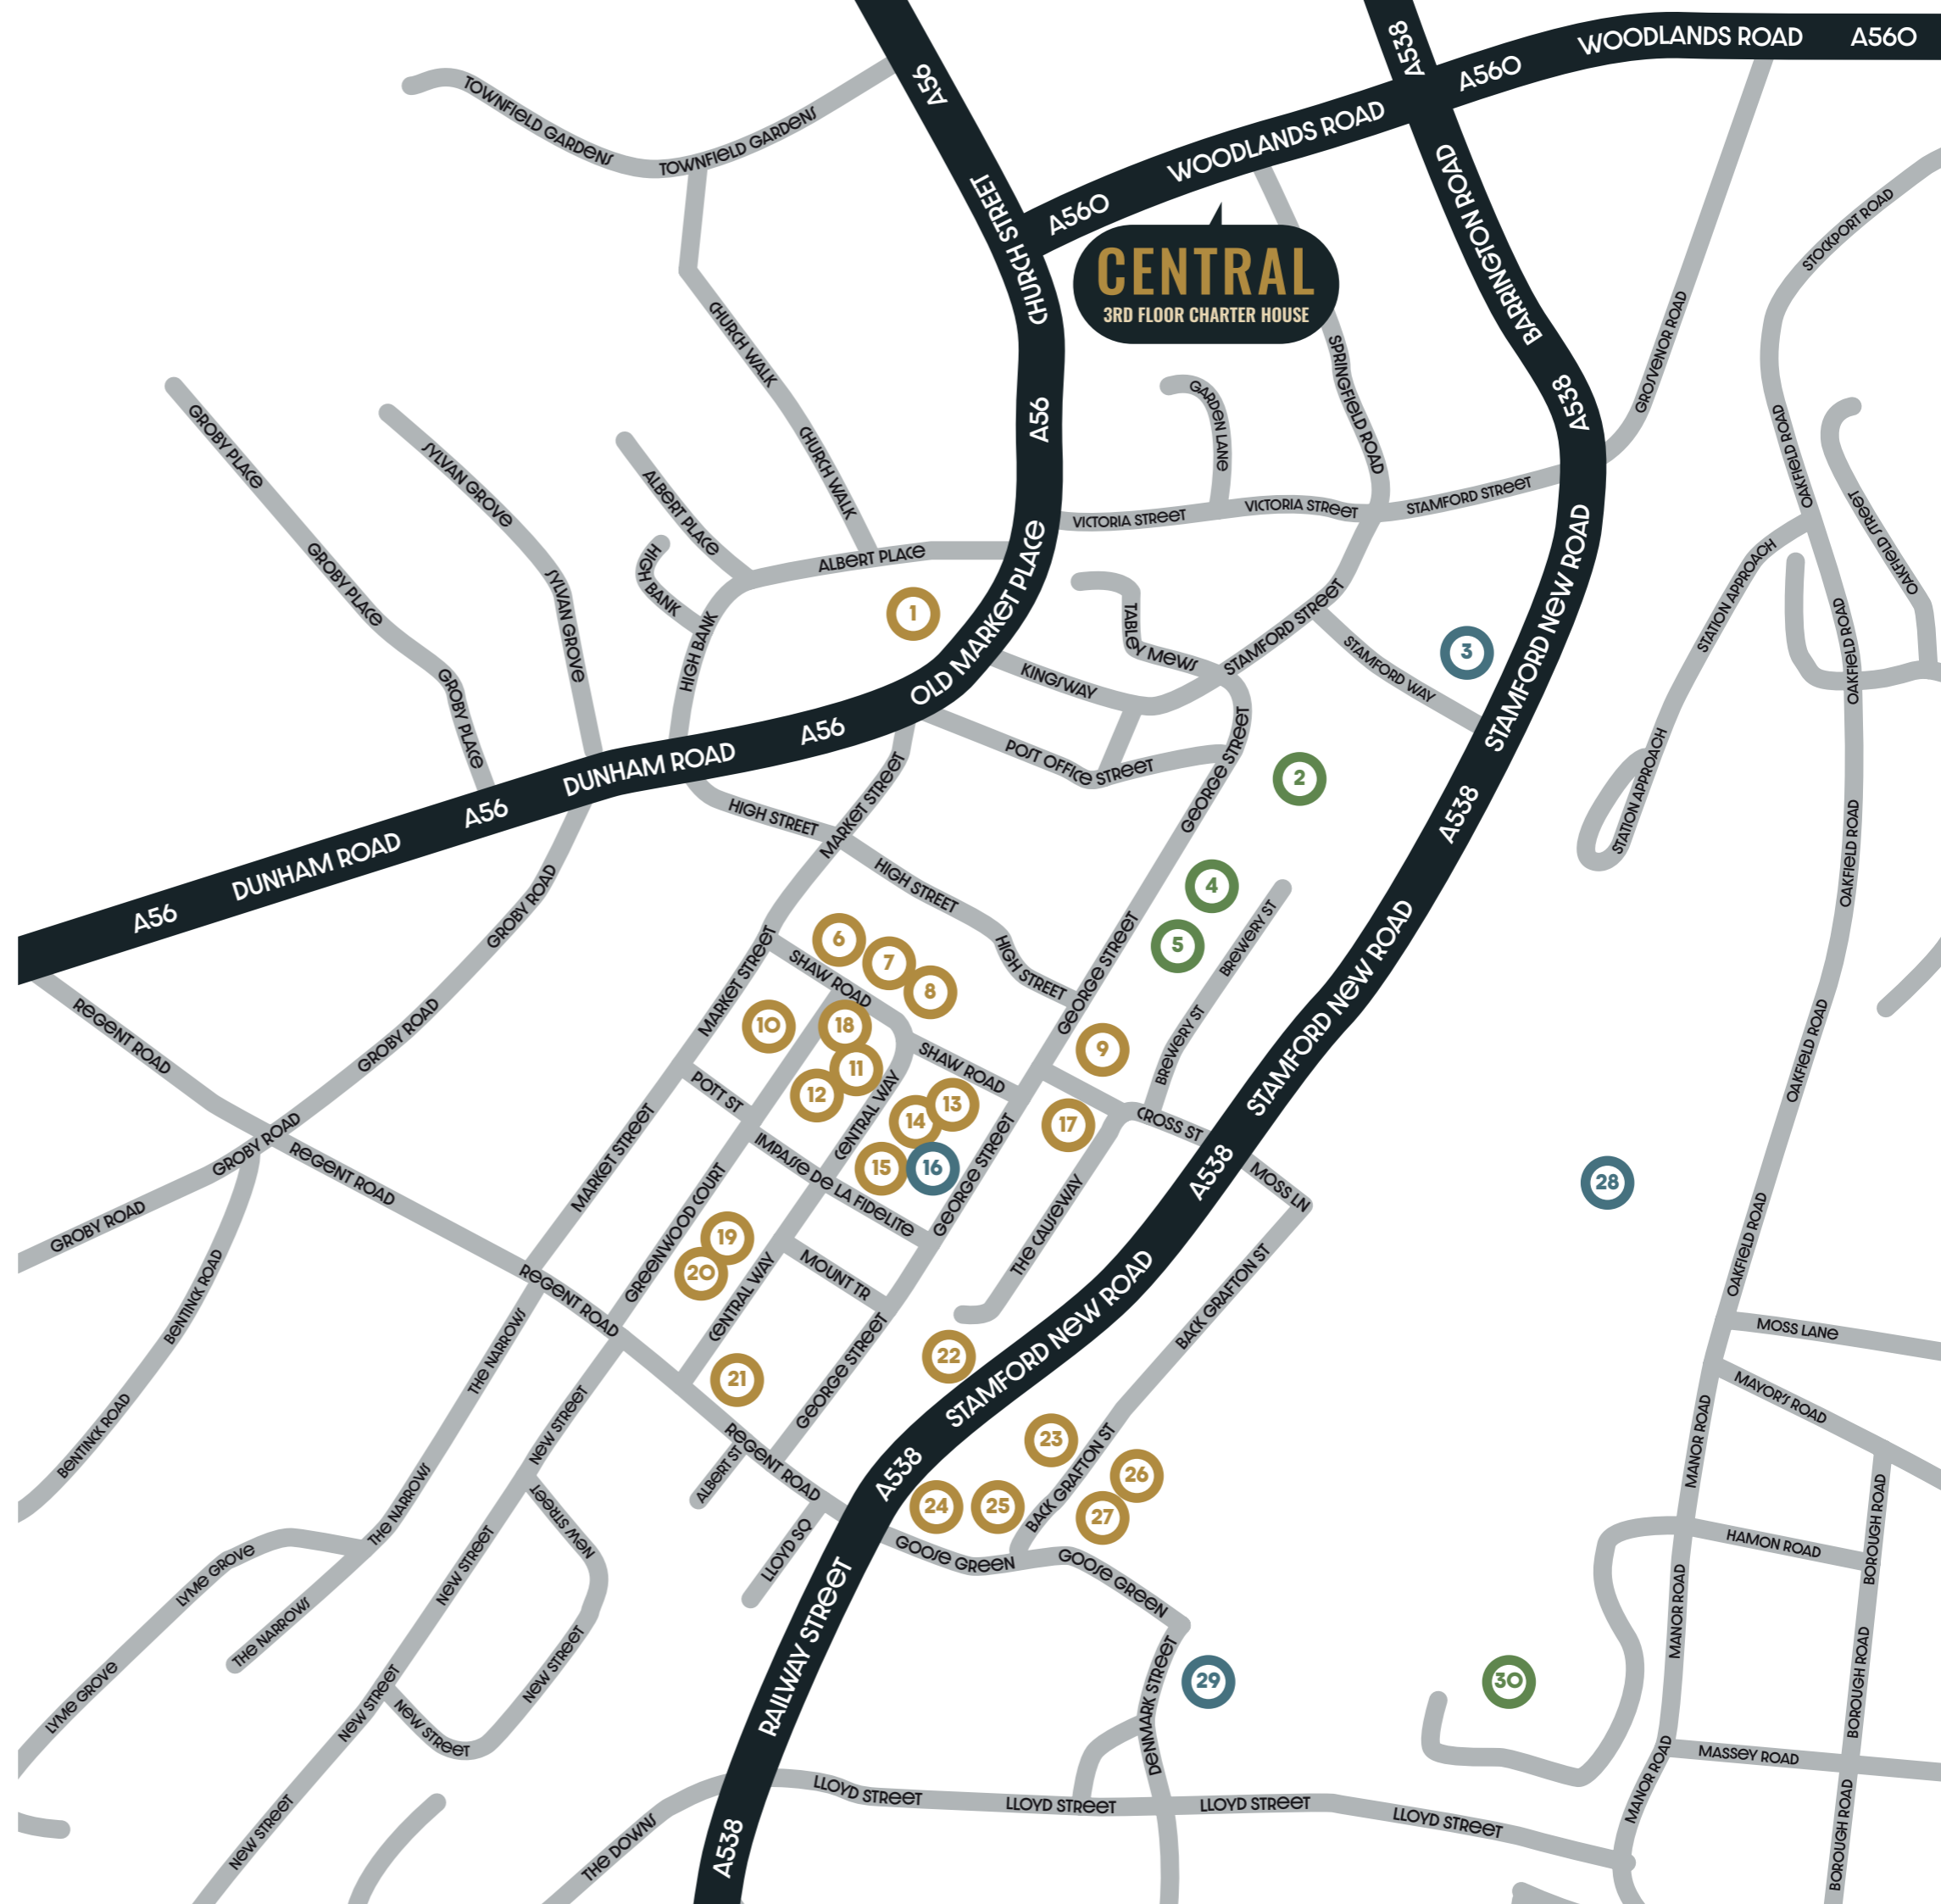 A56
A538
WOODLANDS ROAD
A560
A560
TOWNFIELD GARDENS
TOWNFIELD GARDENS
WOODLANDS ROAD
A560
CHURCH STREET
BARRINGTON ROAD
STOCKPORT ROAD
CENTRAL
3RD FLOOR CHARTER HOUSE
CHURCH WALK
SPRINGFIELD ROAD
GROSVENOR ROAD
A56
A538
GARDEN LANE
GROBY PLACE
SYLVAN GROVE
ALBERT PLACE
CHURCH WALK
OAKFIELD ROAD
OAKFIELD STREET
VICTORIA STREET
VICTORIA STREET
STAMFORD STREET
HIGH BANK
ALBERT PLACE
GROBY PLACE
SYLVAN GROVE
HIGH BANK
1
OLD MARKET PLACE
TABLEY MEWS
STAMFORD STREET
STAMFORD WAY
3
STAMFORD NEW ROAD
STATION APPROACH
OAKFIELD ROAD
GROBY PLACE
KINGSWAY
POST OFFICE STREET
GEORGE STREET
2
DUNHAM ROAD
A56
A56
STATION APPROACH
HIGH STREET
MARKET STREET
A538
OAKFIELD ROAD
DUNHAM ROAD
A56
GROBY ROAD
HIGH STREET
4
5
GEORGE STREET
BREWERY ST
6
7
8
SHAW ROAD
HIGH STREET
MARKET STREET
STAMFORD NEW ROAD
REGENT ROAD
GROBY ROAD
10
18
11
12
SHAW ROAD
9
BREWERY ST
OAKFIELD ROAD
POTT ST
CENTRAL WAY
13
14
17
CROSS ST
15
16
GEORGE STREET
GROBY ROAD
REGENT ROAD
MARKET STREET
IMPASSE DE LA FIDELITE
A538
MOSS LN
28
GROBY ROAD
GREENWOOD COURT
19
20
THE CAUSEWAY
BENTINCK ROAD
REGENT ROAD
CENTRAL WAY
MOUNT TR
BACK GRAFTON ST
OAKFIELD ROAD
THE NARROWS
21
GEORGE STREET
22
STAMFORD NEW ROAD
MOSS LANE
MAYOR'S ROAD
BENTINCK ROAD
NEW STREET
REGENT ROAD
ALBERT ST
23
BACK GRAFTON ST
26
MANOR ROAD
A538
24
25
27
THE NARROWS
NEW STREET
LLOYD SQ
GOOSE GREEN
GOOSE GREEN
HAMON ROAD
BOROUGH ROAD
LYME GROVE
THE NARROWS
NEW STREET
RAILWAY STREET
MANOR ROAD
LYME GROVE
NEW STREET
NEW STREET
NEW STREET
DENMARK STREET
29
30
BOROUGH ROAD
MASSEY ROAD
MANOR ROAD
LLOYD STREET
LLOYD STREET
LLOYD STREET
LLOYD STREET
NEW STREET
THE DOWNS
A538
BOROUGH ROAD